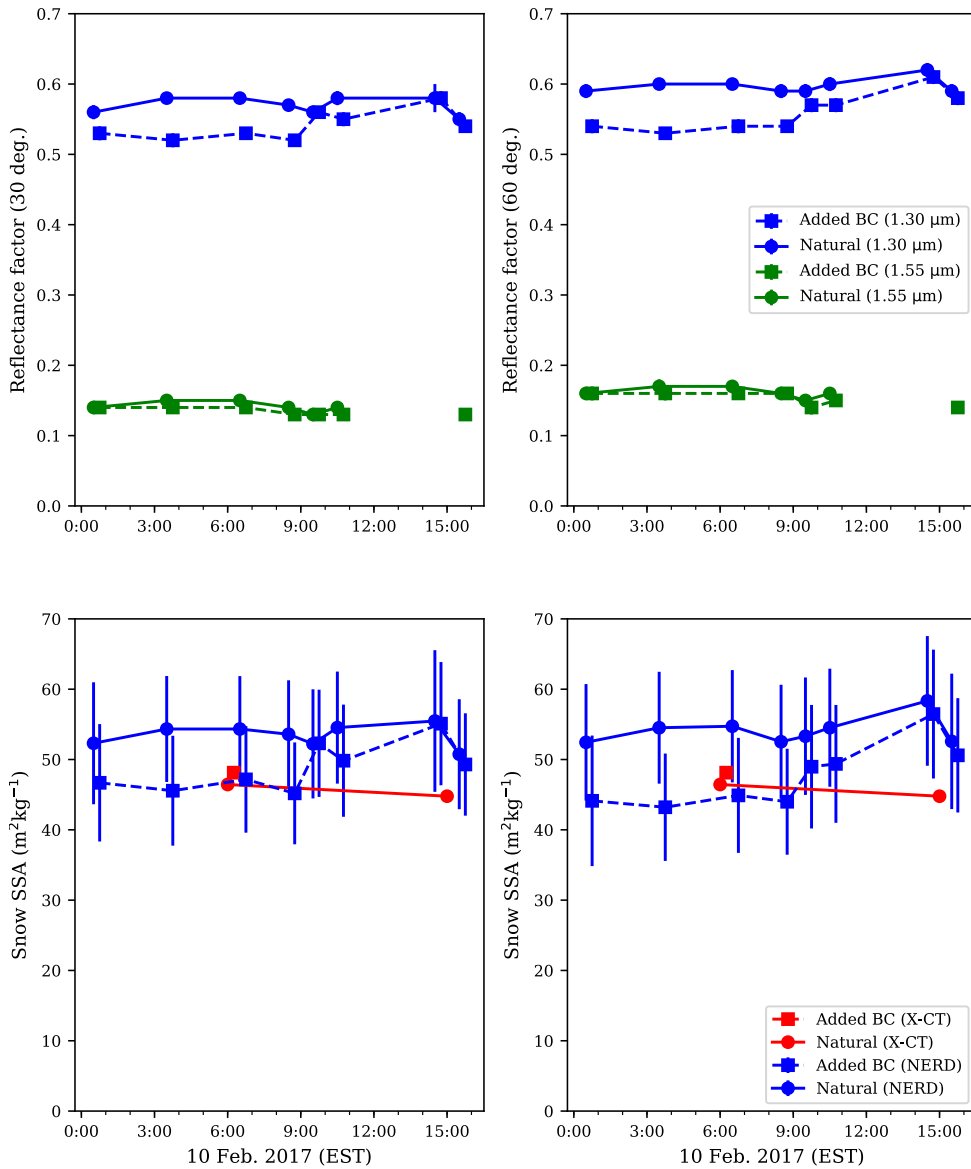 0.7
0.6
0.5
0.4
0.3
0.2
0.1
0.0
Reflectance factor (30 deg.)
0:00 3:00 6:00 9:00 12:00 15:00
0.7
0.6
0.5
0.4
0.3
0.2
0.1
0.0
Reflectance factor (60 deg.)
Added BC (1.30 μm)
Natural (1.30 μm)
Added BC (1.55 μm)
Natural (1.55 μm)
0:00 3:00 6:00 9:00 12:00 15:00
70
60
50
40
30
20
10
0
Snow SSA (m²kg⁻¹)
0:00 3:00 6:00 9:00 12:00 15:00
10 Feb. 2017 (EST)
70
60
50
40
30
20
10
0
Snow SSA (m²kg⁻¹)
Added BC (X-CT)
Natural (X-CT)
Added BC (NERD)
Natural (NERD)
0:00 3:00 6:00 9:00 12:00 15:00
10 Feb. 2017 (EST)